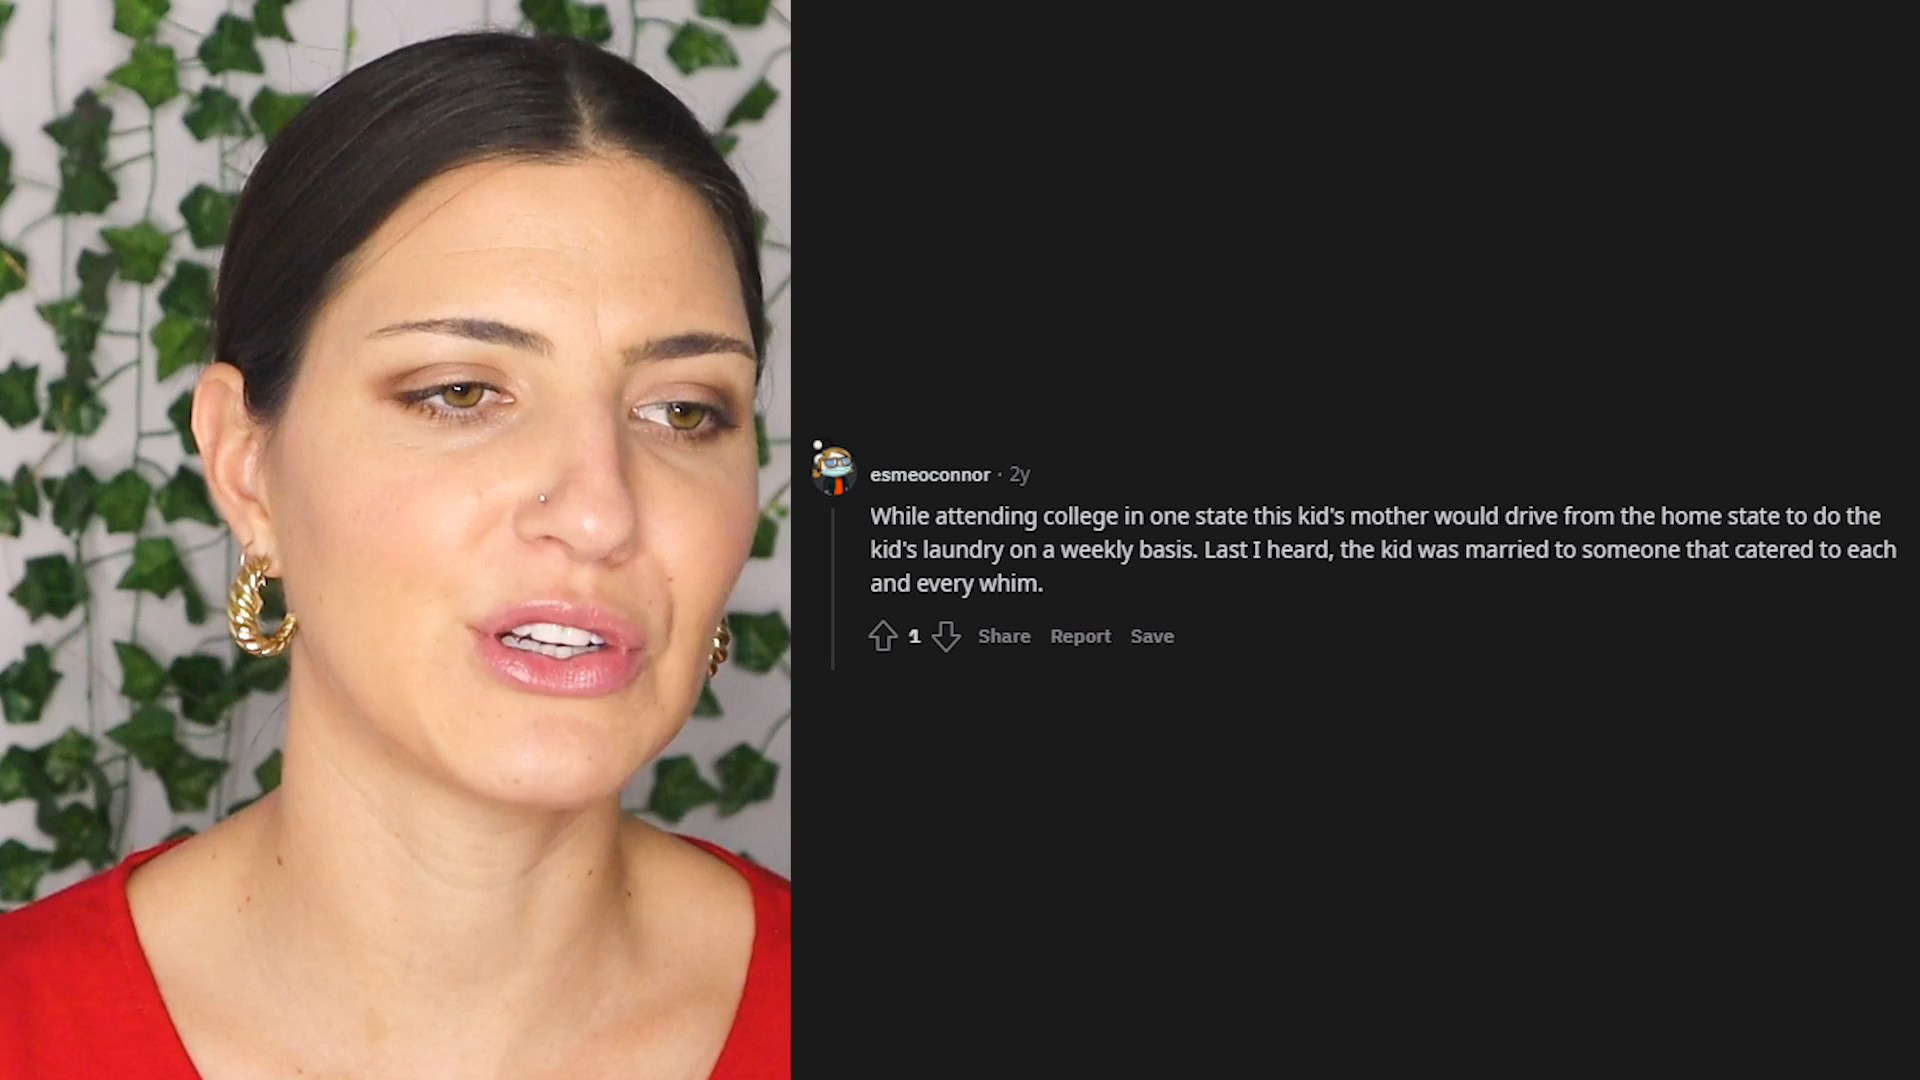 esmeoconnor · 2y
While attending college in one state this kid's mother would drive from the home state to do the
kid's laundry on a weekly basis. Last I heard, the kid was married to someone that catered to each
and every whim.
1 Share Report Save